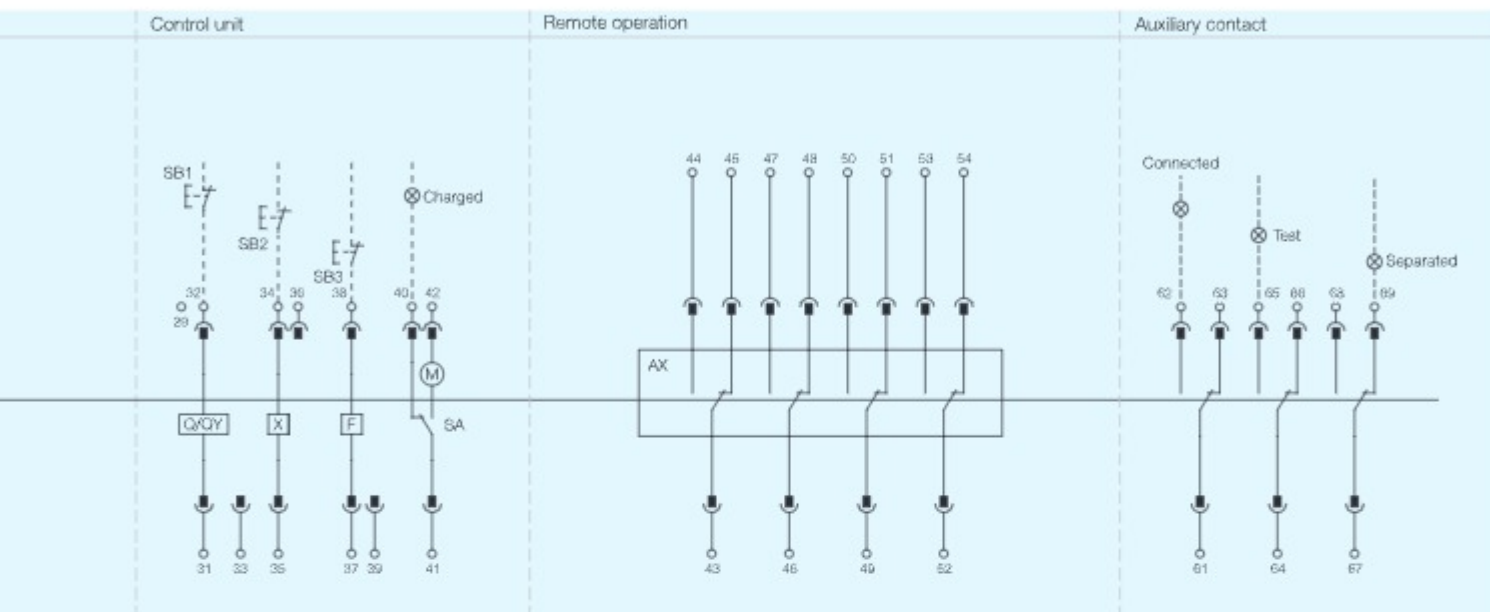 Control unit
Remote operation
Auxiliary contact
44 45 47 48 50 51 53 54
Connected
SB1
Charged
SB2
Test
SB3
Separated
32 34 36 38 40 42
62 63 65 66 68 69
29
AX
M
Q/QY X F SA
31 33 35 37 39 41
43 46 49 52
61 64 67